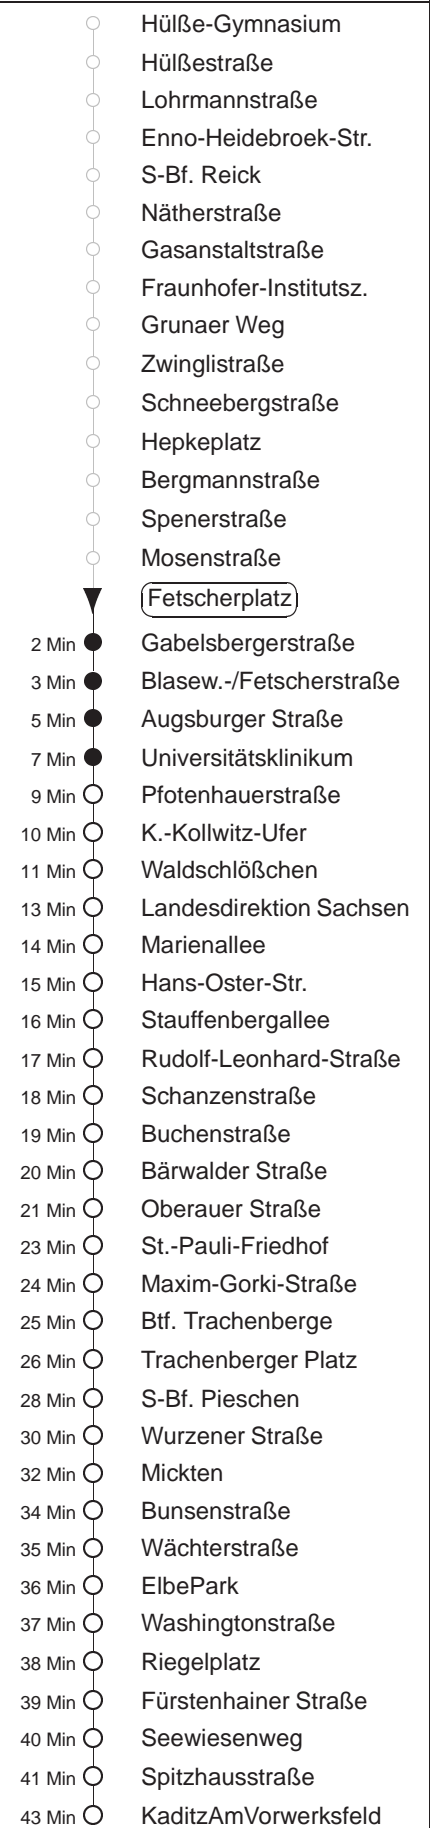 Hülße-Gymnasium
Hülßestraße
Lohrmannstraße
Enno-Heidebroek-Str.
S-Bf. Reick
Nätherstraße
Gasanstaltstraße
Fraunhofer-Institutsz.
Grunaer Weg
Zwinglistraße
Schneebergstraße
Hepkeplatz
Bergmannstraße
Spenerstraße
Mosenstraße
Fetscherplatz
2 Min Gabelsbergerstraße
3 Min Blasew.-/Fetscherstraße
5 Min Augsburger Straße
7 Min Universitätsklinikum
9 Min Pfotenhauerstraße
10 Min K.-Kollwitz-Ufer
11 Min Waldschlößchen
13 Min Landesdirektion Sachsen
14 Min Marienallee
15 Min Hans-Oster-Str.
16 Min Stauffenbergallee
17 Min Rudolf-Leonhard-Straße
18 Min Schanzenstraße
19 Min Buchenstraße
20 Min Bärwalder Straße
21 Min Oberauer Straße
23 Min St.-Pauli-Friedhof
24 Min Maxim-Gorki-Straße
25 Min Btf. Trachenberge
26 Min Trachenberger Platz
28 Min S-Bf. Pieschen
30 Min Wurzener Straße
32 Min Mickten
34 Min Bunsenstraße
35 Min Wächterstraße
36 Min ElbePark
37 Min Washingtonstraße
38 Min Riegelplatz
39 Min Fürstenhainer Straße
40 Min Seewiesenweg
41 Min Spitzhausstraße
43 Min KaditzAmVorwerksfeld